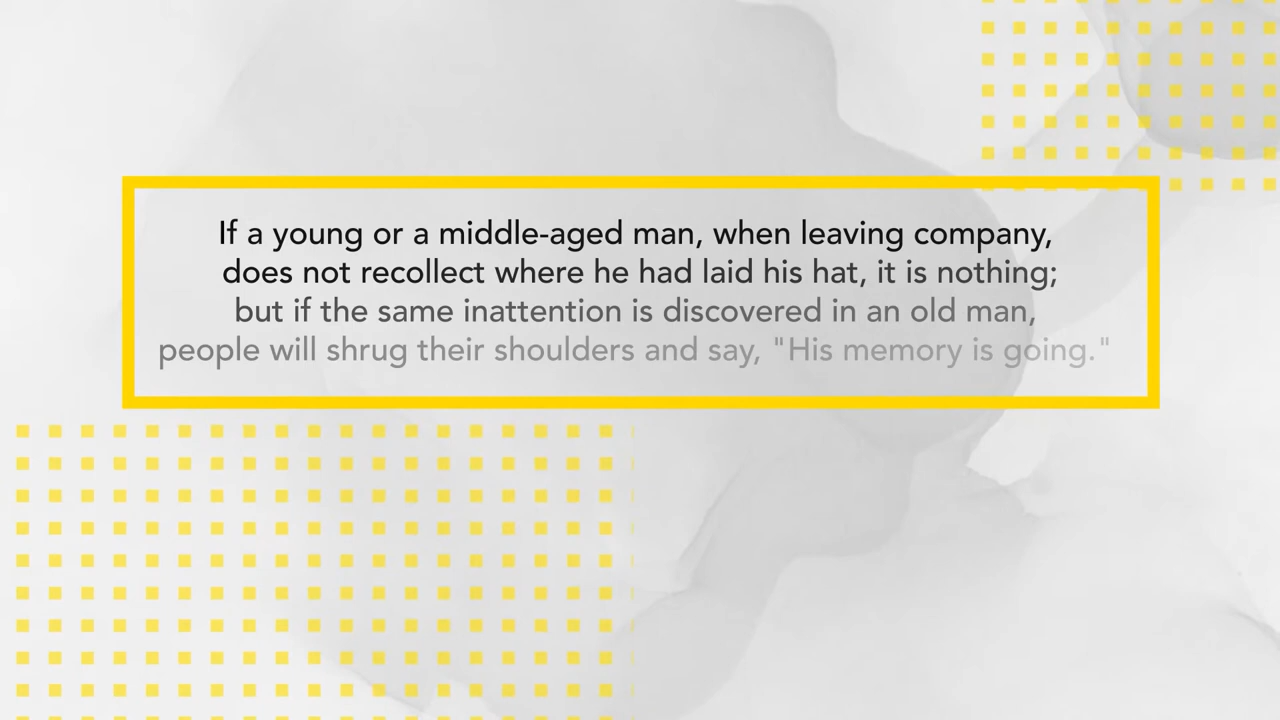 If a young or a middle-aged man, when leaving company,
does not recollect where he had laid his hat, it is nothing;
but if the same inattention is discovered in an old man,
people will shrug their shoulders and say, "His memory is going."